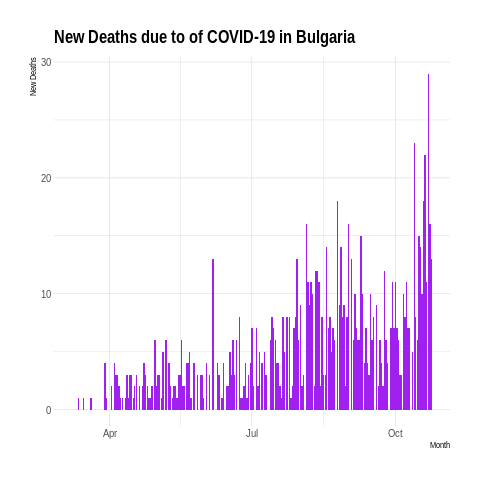 New Deaths due to of COVID-19 in Bulgaria
New Deaths
30
20
10
0
Apr
Jul
Oct
Month